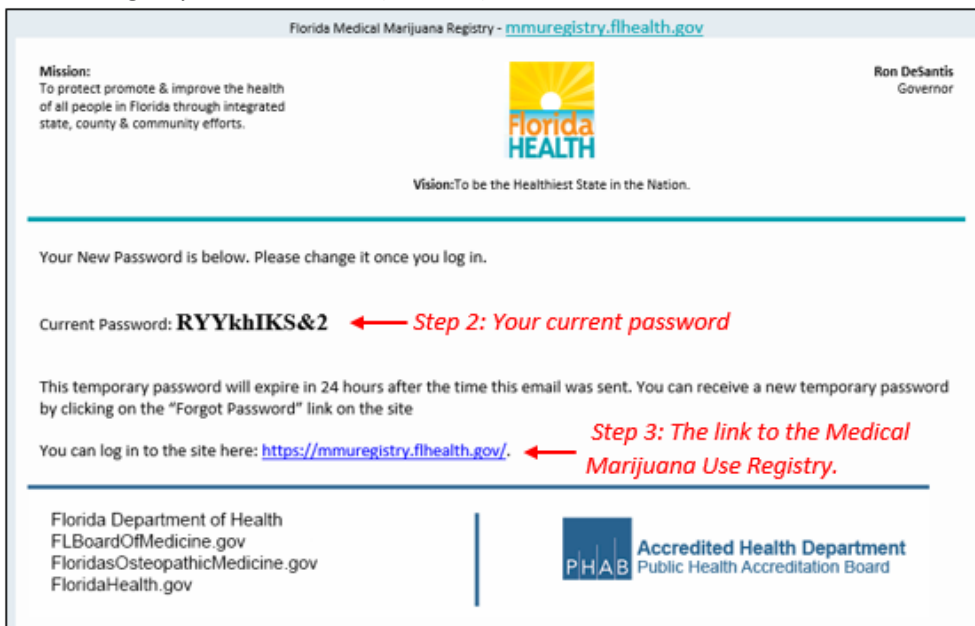 Florida Medical Marijuana Registry - mmuregistry.flhealth.gov
Mission:
To protect promote & improve the health
of all people in Florida through integrated
state, county & community efforts.
Florida
HEALTH
Ron DeSantis
Governor
Vision:To be the Healthiest State in the Nation.
Your New Password is below. Please change it once you log in.
Current Password: RYYkhIKS&2
Step 2: Your current password
This temporary password will expire in 24 hours after the time this email was sent. You can receive a new temporary password
by clicking on the “Forgot Password” link on the site
You can log in to the site here: https://mmuregistry.flhealth.gov/.
Step 3: The link to the Medical
Marijuana Use Registry.
Florida Department of Health
FLBoardOfMedicine.gov
FloridasOsteopathicMedicine.gov
FloridaHealth.gov
PHAB
Accredited Health Department
Public Health Accreditation Board